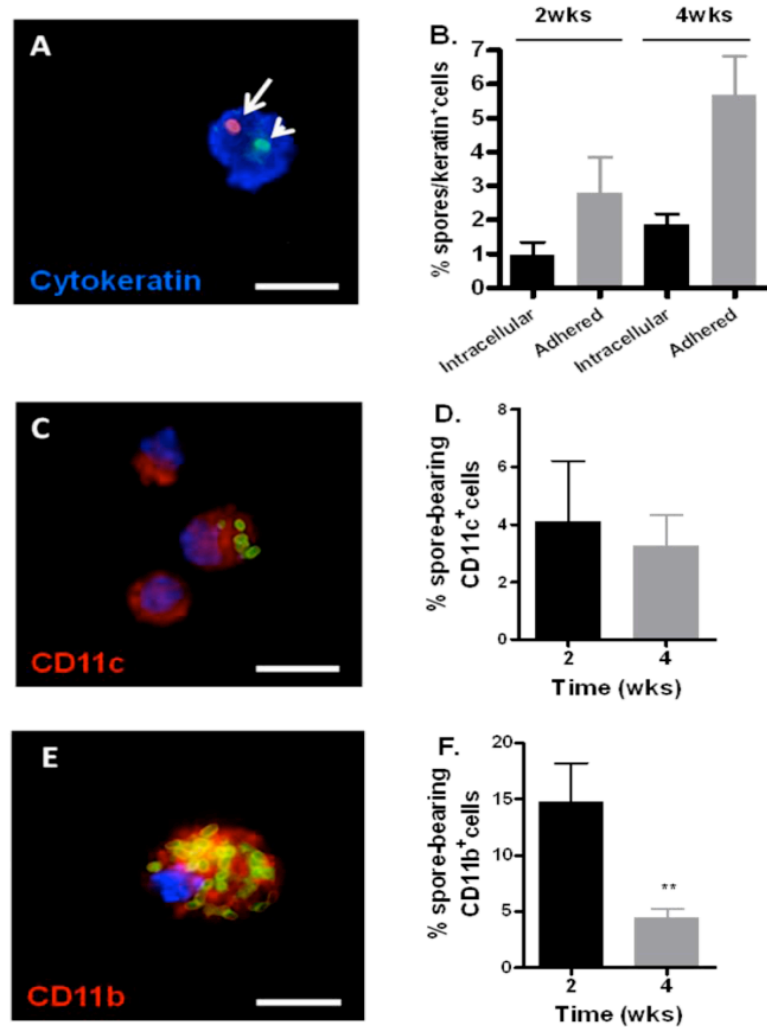 A
Cytokeratin
B.
2wks 4wks
% spores/keratin⁺cells
7
6
5
4
3
2
1
0
Intracellular
Adhered
Intracellular
Adhered
C
CD11c
D.
% spore-bearing
CD11c⁺cells
8
6
4
2
0
2 4
Time (wks)
E
CD11b
F.
% spore-bearing
CD11b⁺cells
20
15
10
5
0
**
2 4
Time (wks)